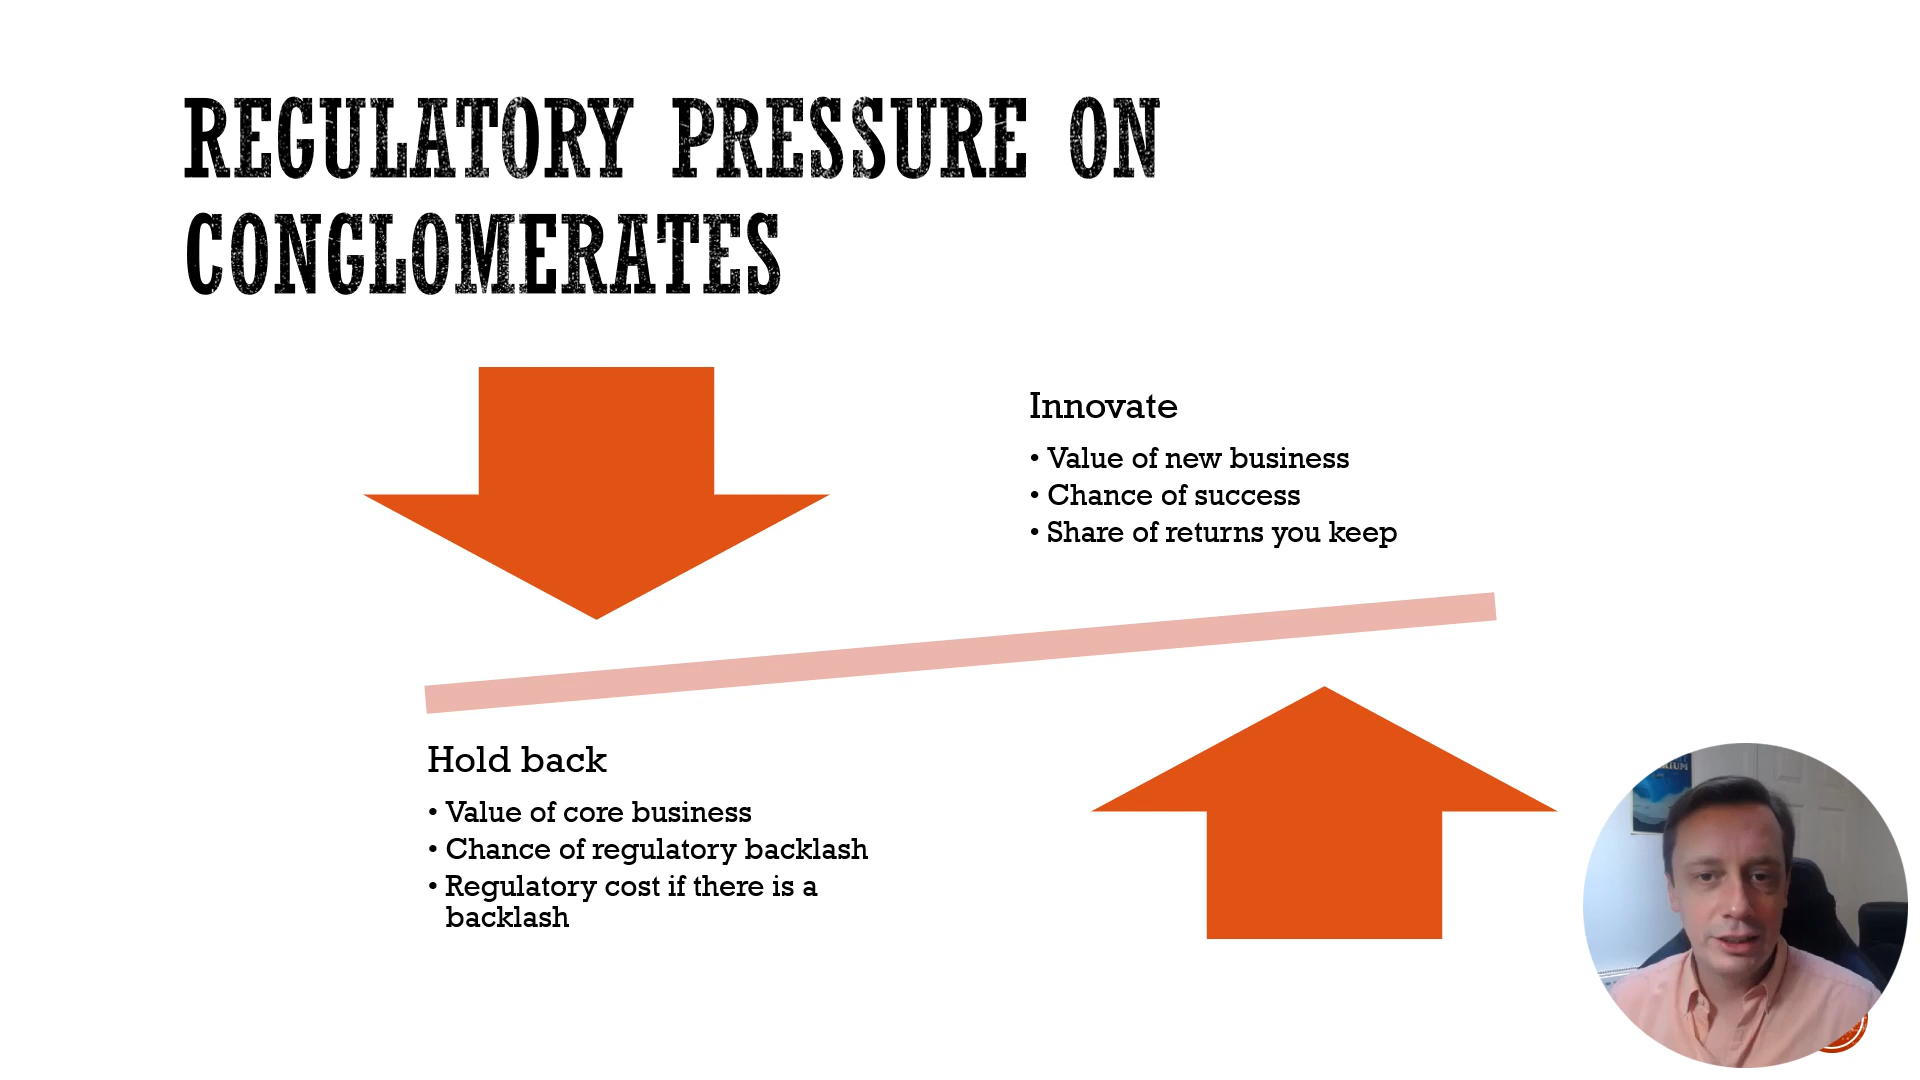 REGULATORY PRESSURE ON
CONGLOMERATES
Innovate
• Value of new business
• Chance of success
• Share of returns you keep
Hold back
• Value of core business
• Chance of regulatory backlash
• Regulatory cost if there is a
backlash